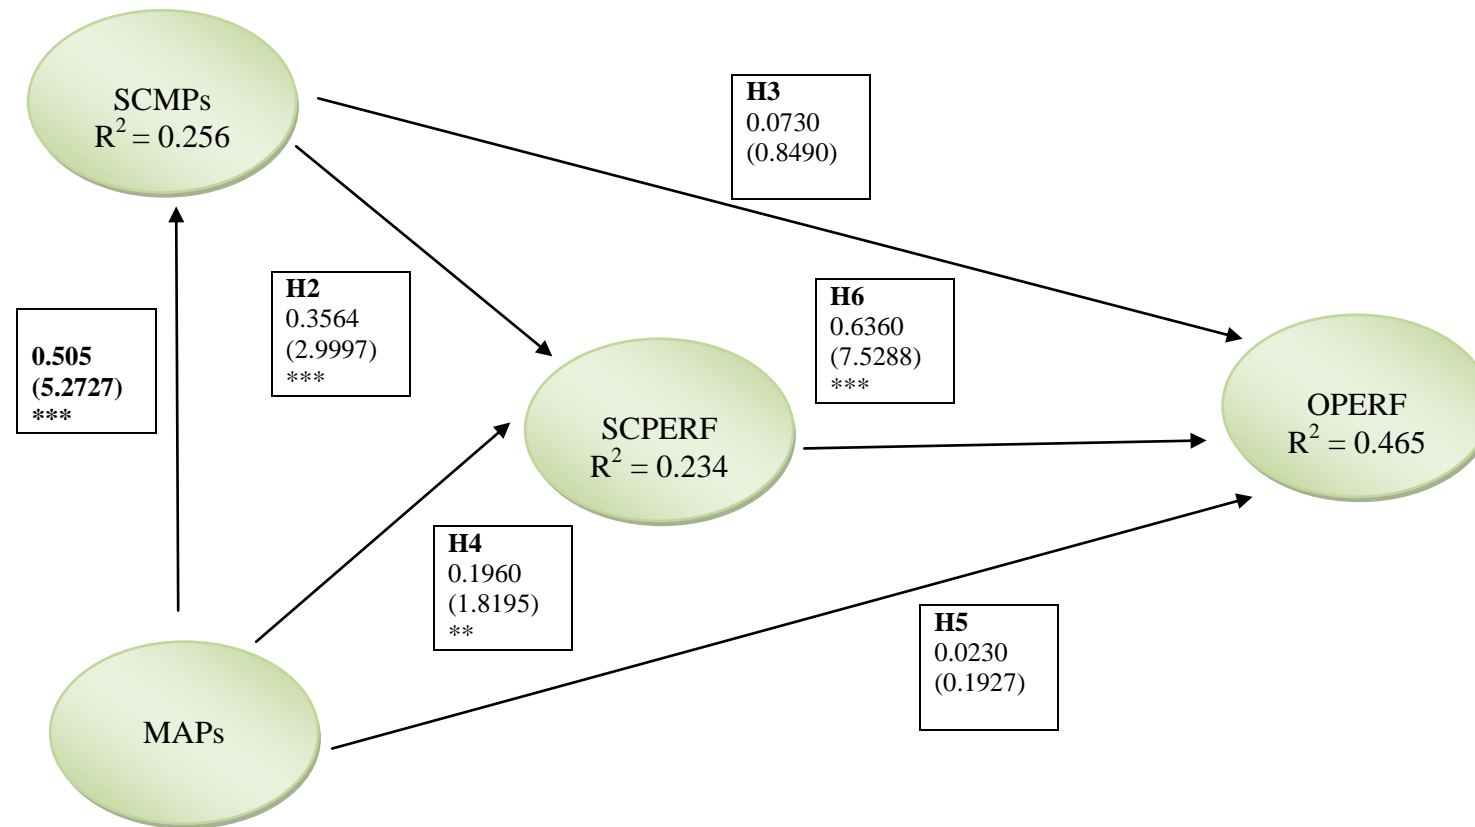 SCMPs
R² = 0.256
H3
0.0730
(0.8490)
H2
0.3564
(2.9997)
***
H6
0.6360
(7.5288)
***
0.505
(5.2727)
***
SCPERF
R² = 0.234
OPERF
R² = 0.465
H4
0.1960
(1.8195)
**
H5
0.0230
(0.1927)
MAPs